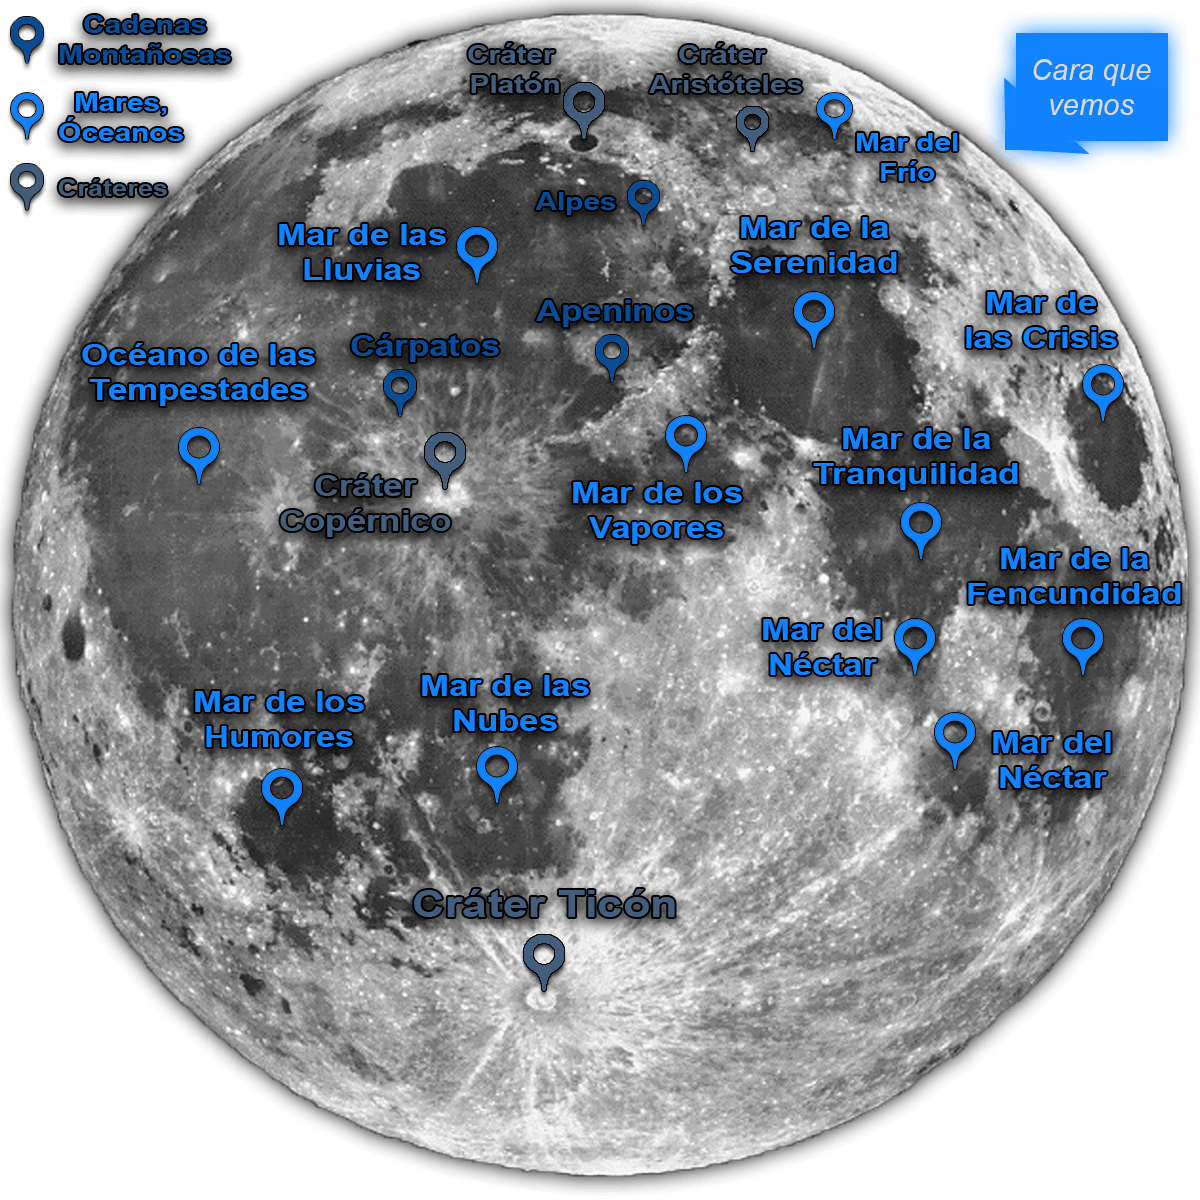 Cadenas
Montañosas
Mares,
Óceanos
Cráteres
Cara que
vemos
Cráter
Platón
Cráter
Aristóteles
Mar del
Frío
Alpes
Mar de las
Lluvias
Mar de la
Serenidad
Apeninos
Mar de
las Crisis
Cárpatos
Océano de las
Tempestades
Mar de la
Tranquilidad
Cráter
Copérnico
Mar de los
Vapores
Mar de la
Fencundidad
Mar del
Néctar
Mar de los
Humores
Mar de las
Nubes
Mar del
Néctar
Cráter Ticón